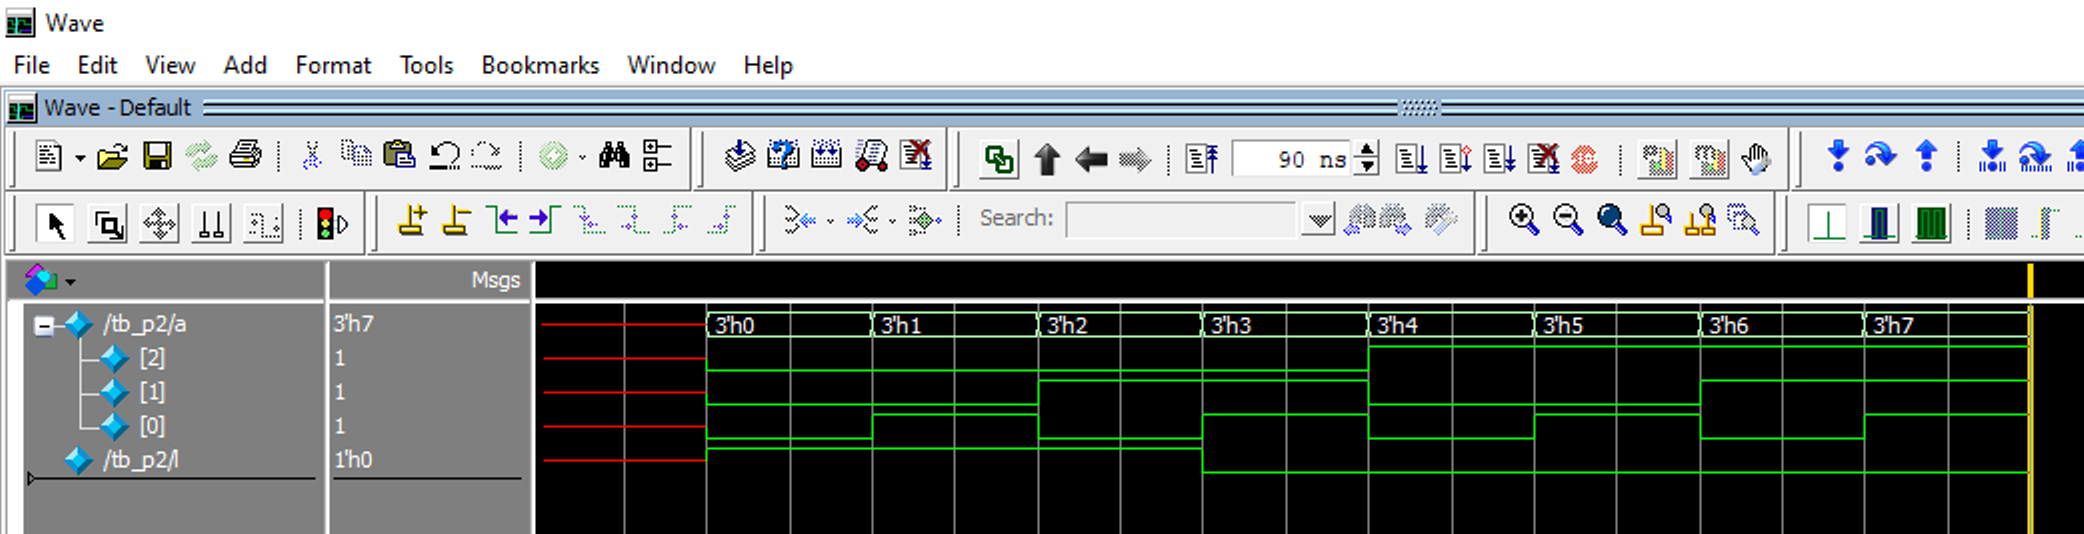 Wave
File Edit View Add Format Tools Bookmarks Window Help
Wave - Default
90 ns
Search:
Msgs
/tb_p2/a 3'h7 3'h0 3'h1 3'h2 3'h3 3'h4 3'h5 3'h6 3'h7
[2] 1
[1] 1
[0] 1
/tb_p2/l 1'h0